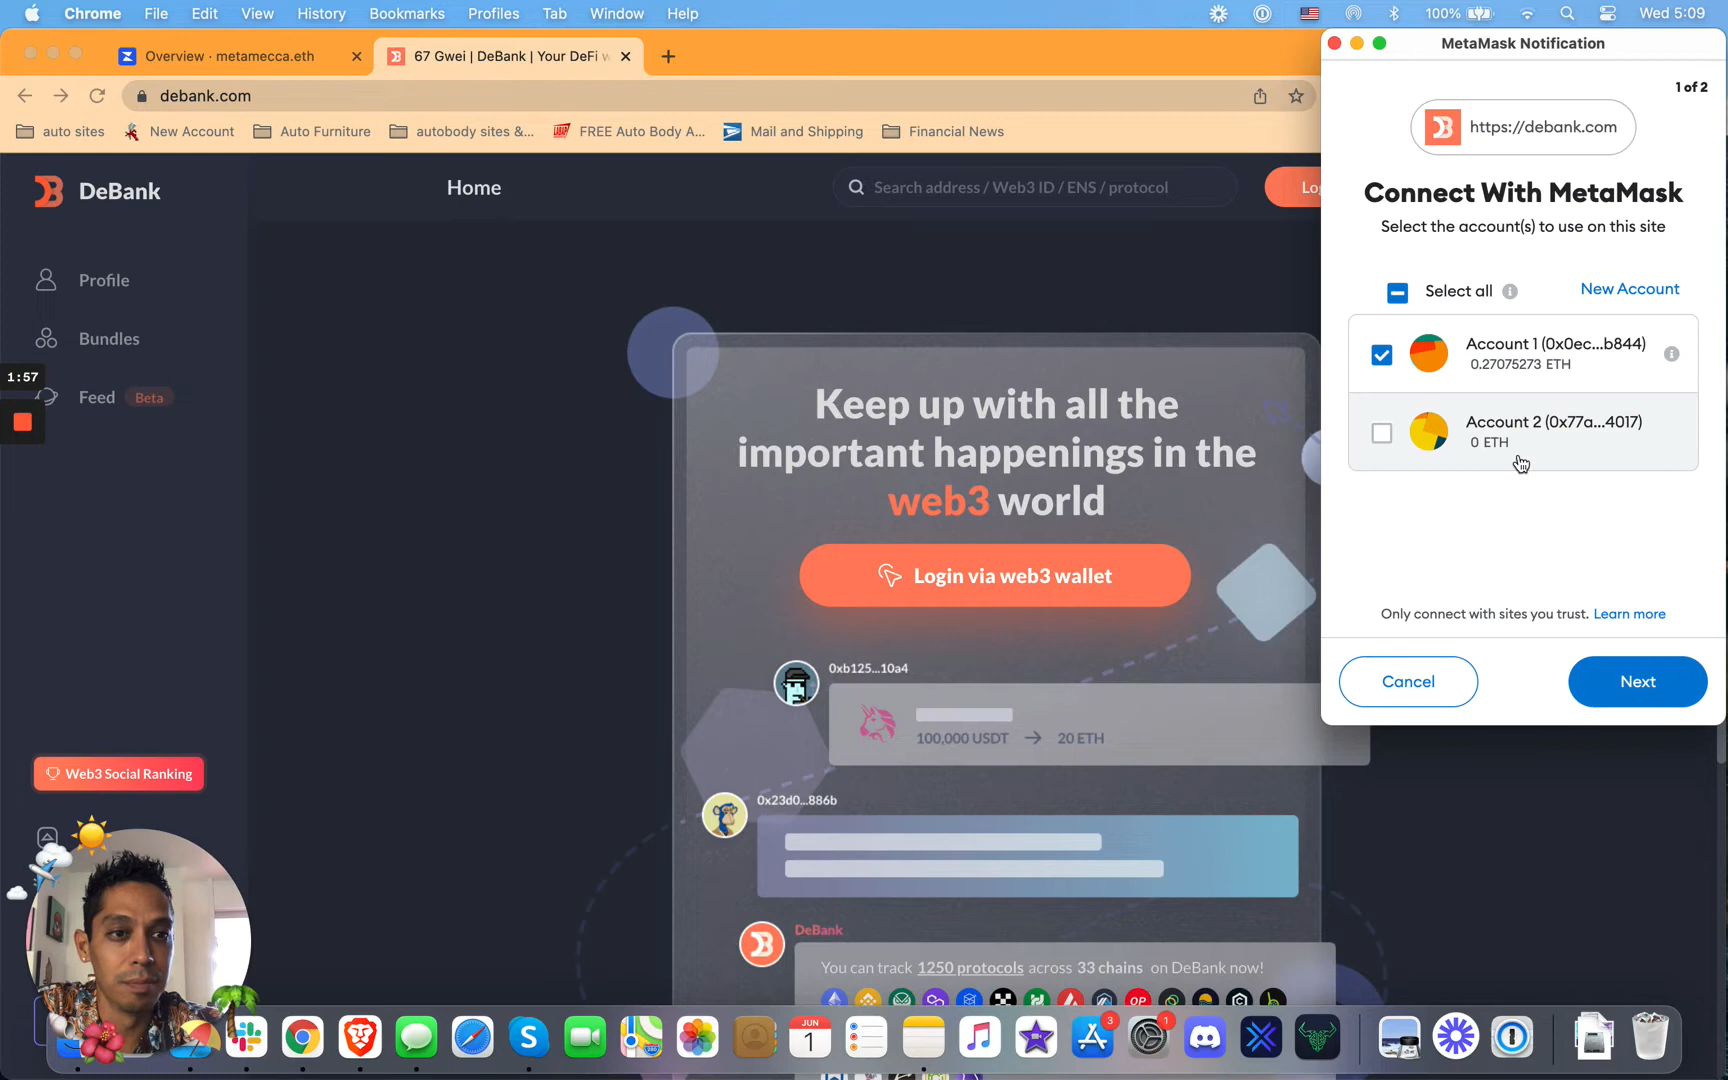 Chrome File Edit View History Bookmarks Profiles Tab Window Help 100% Wed 5:09
Overview · metamecca.eth
67 Gwei | DeBank | Your DeFi w
debank.com
auto sites New Account Auto Furniture autobody sites &... FREE Auto Body A... Mail and Shipping Financial News
DeBank
Home
Search address / Web3 ID / ENS / protocol
Log
Profile
Bundles
Feed Beta
1:57
Web3 Social Ranking
Keep up with all the
important happenings in the
web3 world
Login via web3 wallet
0xb125...10a4
100,000 USDT → 20 ETH
0x23d0...886b
DeBank
You can track 1250 protocols across 33 chains on DeBank now!
OP
MetaMask Notification
1 of 2
https://debank.com
Connect With MetaMask
Select the account(s) to use on this site
Select all
New Account
Account 1 (0x0ec...b844)
0.27075273 ETH
Account 2 (0x77a...4017)
0 ETH
Only connect with sites you trust. Learn more
Cancel
Next
JUN
1
3
1